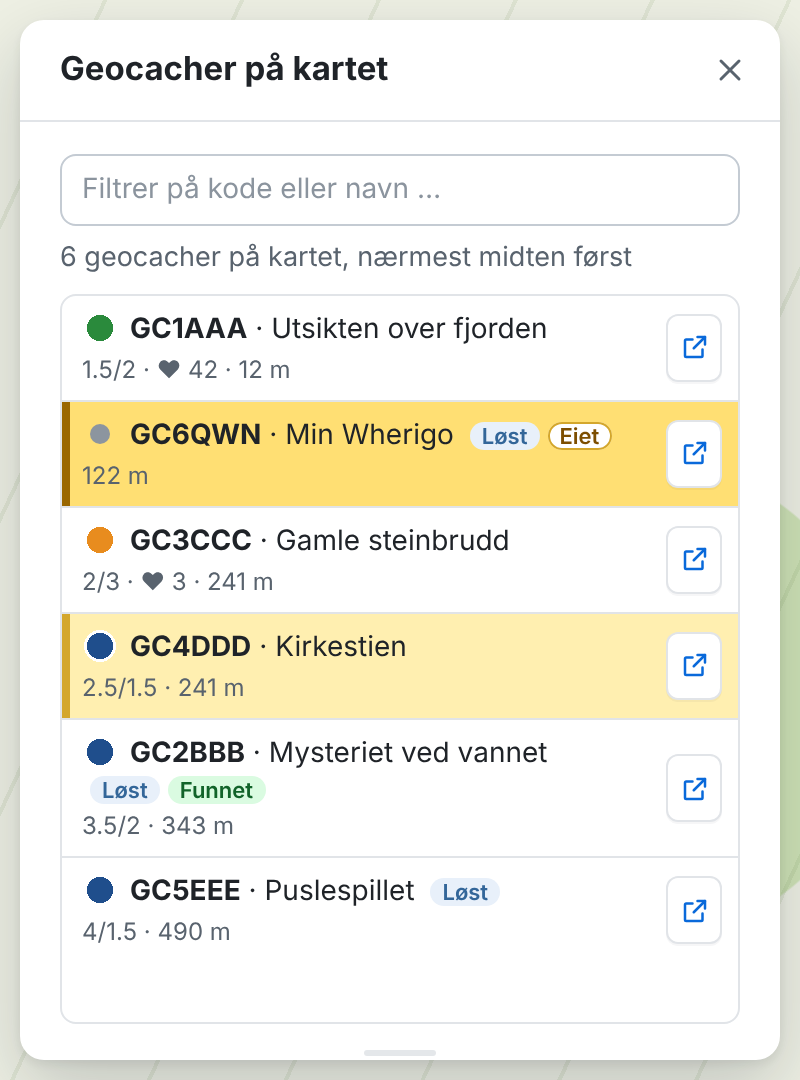 Geocacher på kartet
Filtrer på kode eller navn ...
6 geocacher på kartet, nærmest midten først
GC1AAA · Utsikten over fjorden
1.5/2 · ♥ 42 · 12 m
GC6QWN · Min Wherigo Løst Eiet
122 m
GC3CCC · Gamle steinbrudd
2/3 · ♥ 3 · 241 m
GC4DDD · Kirkestien
2.5/1.5 · 241 m
GC2BBB · Mysteriet ved vannet
Løst Funnet
3.5/2 · 343 m
GC5EEE · Puslespillet Løst
4/1.5 · 490 m